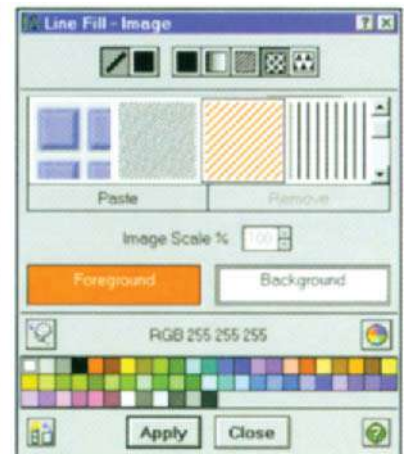 Line Fill - Image
Paste
Remove
Image Scale %
100
Foreground
Background
RGB 255 255 255
Apply
Close